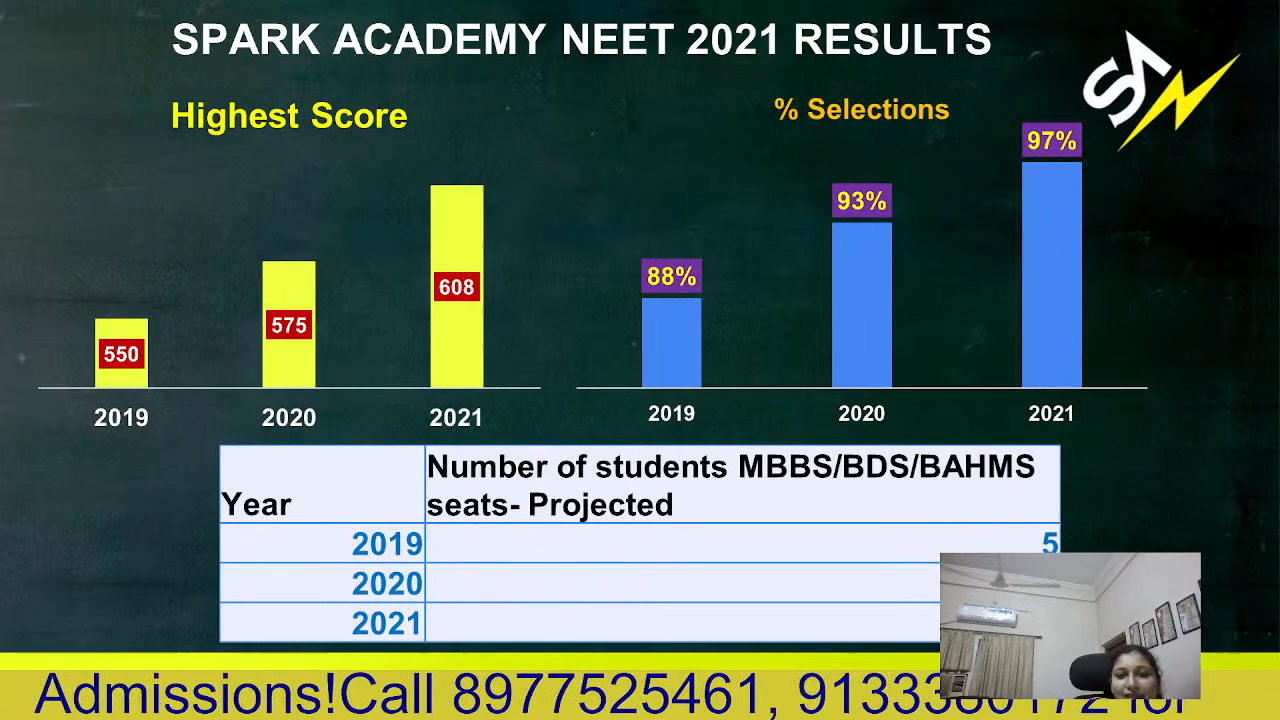 SPARK ACADEMY NEET 2021 RESULTS
SA
Highest Score
550
575
608
2019
2020
2021
% Selections
88%
93%
97%
2019
2020
2021
Year
Number of students MBBS/BDS/BAHMS
seats- Projected
2019 5
2020
2021
Admissions!Call 8977525461,